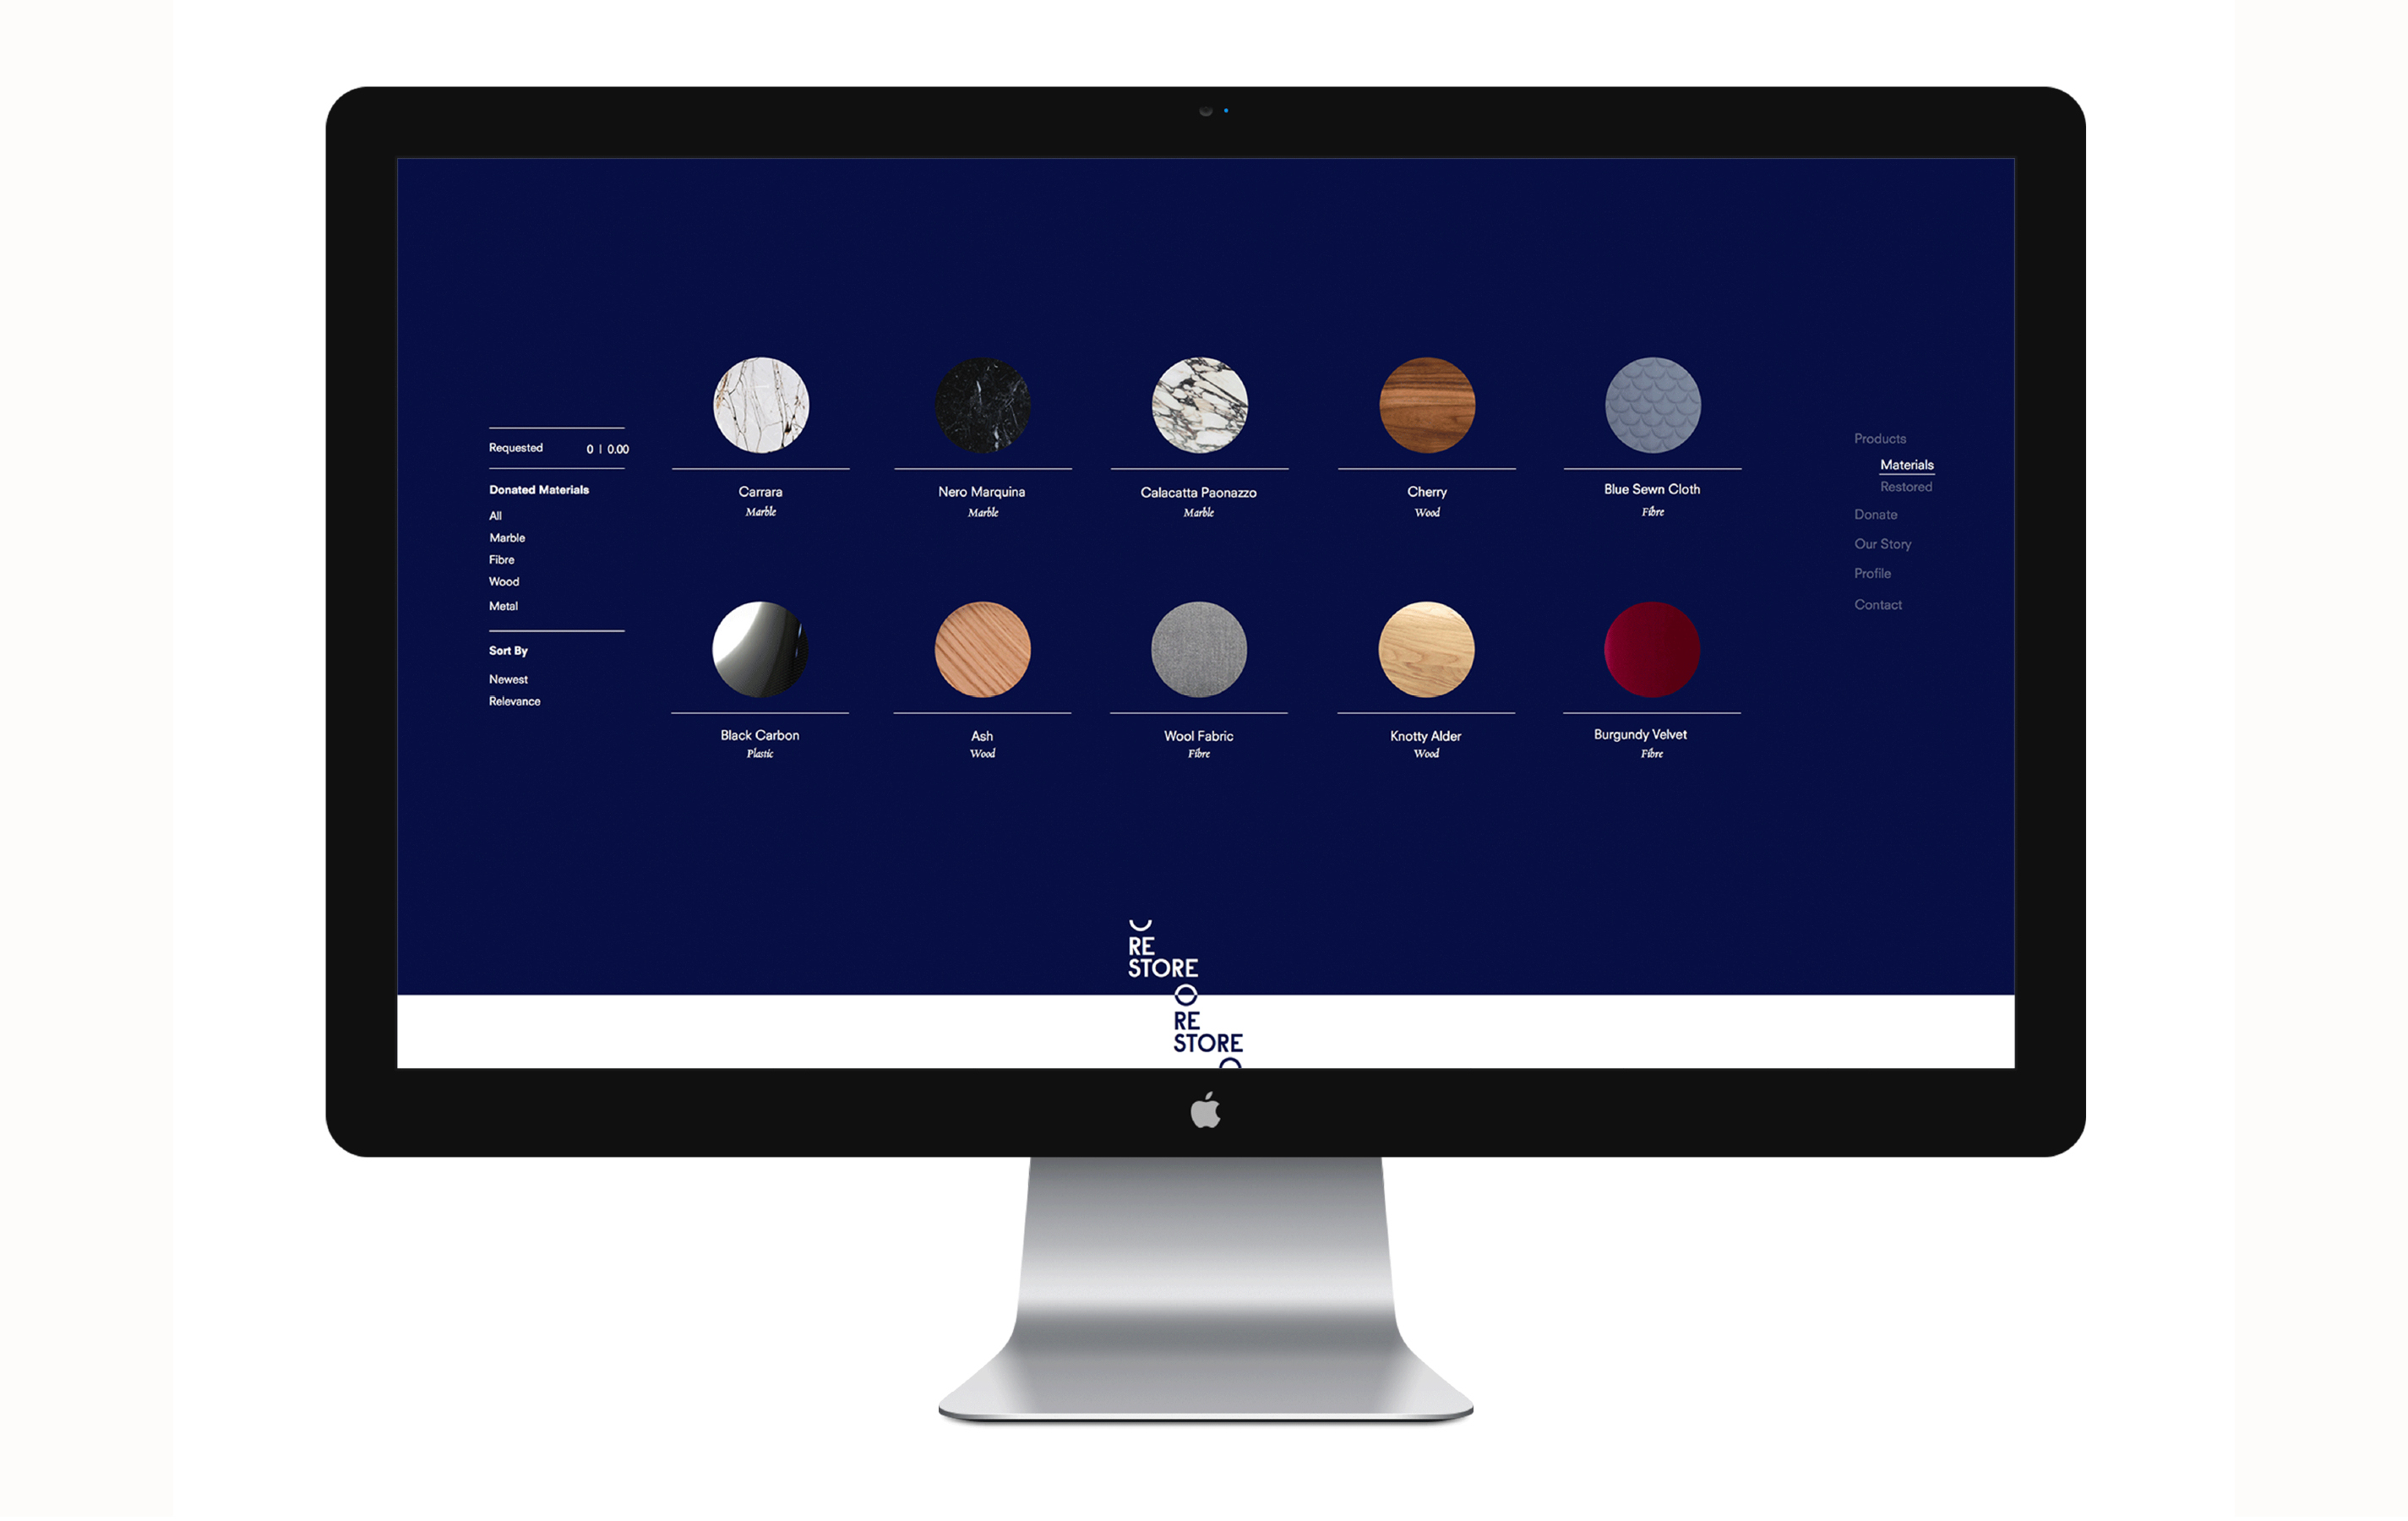 Requested 0 | 0.00
Donated Materials
All
Marble
Fibre
Wood
Metal
Sort By
Newest
Relevance
Carrara
Marble
Nero Marquina
Marble
Calacatta Paonazzo
Marble
Cherry
Wood
Blue Sewn Cloth
Fibre
Black Carbon
Plastic
Ash
Wood
Wool Fabric
Fibre
Knotty Alder
Wood
Burgundy Velvet
Fibre
Products
Materials
Restored
Donate
Our Story
Profile
Contact
RE
STORE
RE
STORE